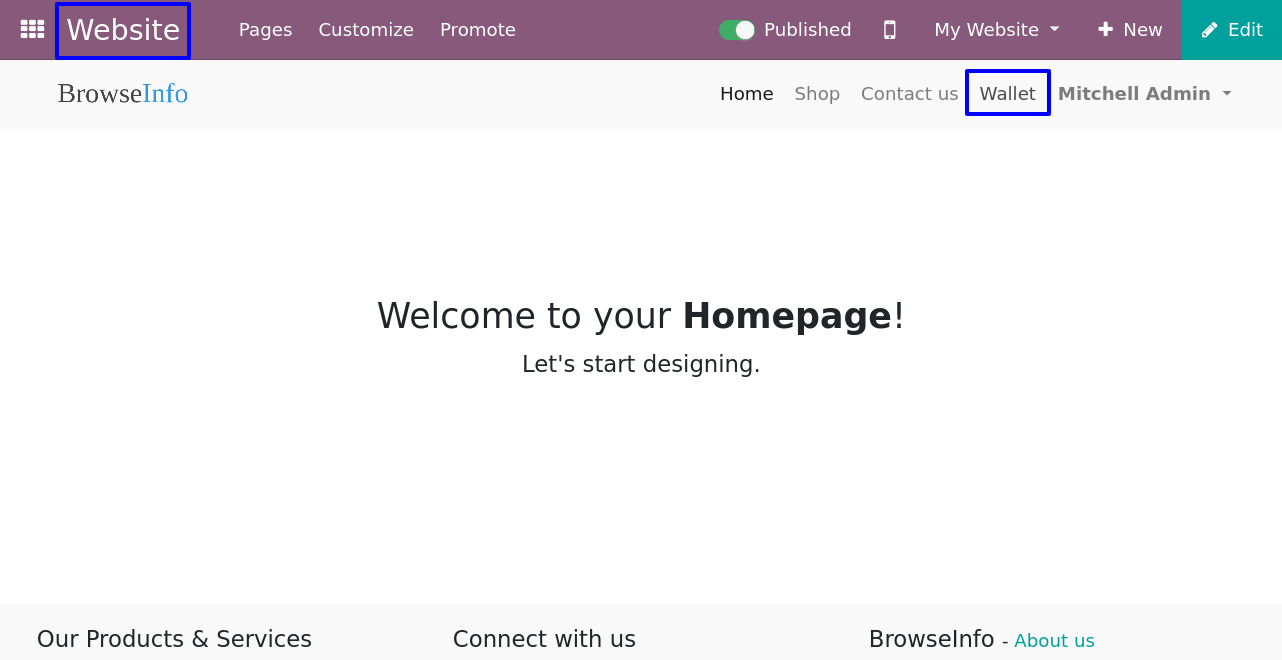 Website Pages Customize Promote Published My Website New Edit
BrowseInfo Home Shop Contact us Wallet Mitchell Admin
Welcome to your Homepage!
Let's start designing.
Our Products & Services Connect with us BrowseInfo - About us